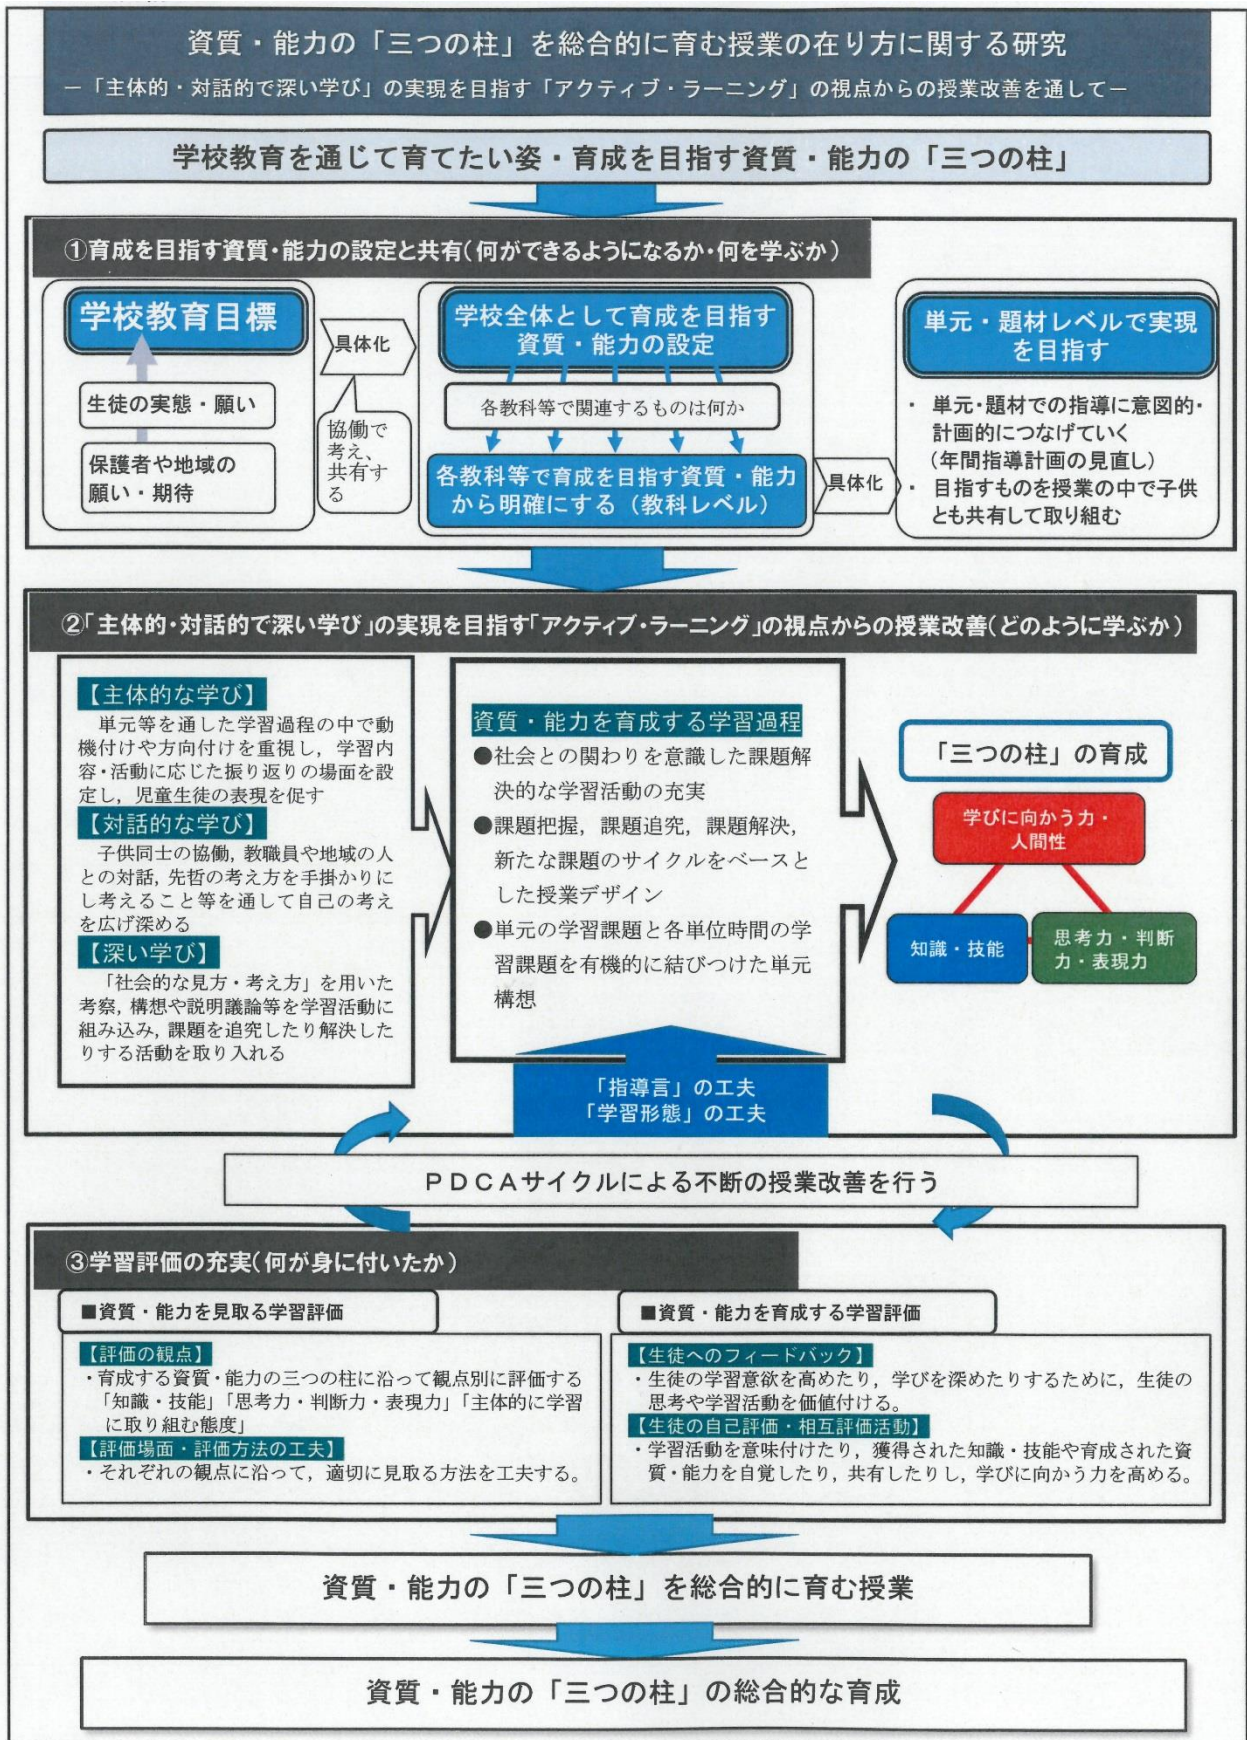 資質・能力の「三つの柱」を総合的に育む授業の在り方に関する研究
－「主体的・対話的で深い学び」の実現を目指す「アクティブ・ラーニング」の視点からの授業改善を通して－
学校教育を通じて育てたい姿・育成を目指す資質・能力の「三つの柱」
①育成を目指す資質・能力の設定と共有(何ができるようになるか・何を学ぶか)
学校教育目標
生徒の実態・願い
保護者や地域の
願い・期待
具体化
協働で
考え、
共有す
る
学校全体として育成を目指す
資質・能力の設定
各教科等で関連するものは何か
各教科等で育成を目指す資質・能力
から明確にする（教科レベル）
具体化
単元・題材レベルで実現
を目指す
・ 単元・題材での指導に意図的・
計画的につなげていく
（年間指導計画の見直し）
・ 目指すものを授業の中で子供
とも共有して取り組む
②「主体的・対話的で深い学び」の実現を目指す「アクティブ・ラーニング」の視点からの授業改善(どのように学ぶか)
【主体的な学び】
単元等を通した学習過程の中で動
機付けや方向付けを重視し，学習内
容・活動に応じた振り返りの場面を設
定し，児童生徒の表現を促す
【対話的な学び】
子供同士の協働，教職員や地域の人
との対話，先哲の考え方を手掛かりに
し考えること等を通して自己の考え
を広げ深める
【深い学び】
「社会的な見方・考え方」を用いた
考察，構想や説明議論等を学習活動に
組み込み，課題を追究したり解決した
りする活動を取り入れる
資質・能力を育成する学習過程
●社会との関わりを意識した課題解
決的な学習活動の充実
●課題把握，課題追究，課題解決，
新たな課題のサイクルをベースと
した授業デザイン
●単元の学習課題と各単位時間の学
習課題を有機的に結びつけた単元
構想
「指導言」の工夫
「学習形態」の工夫
「三つの柱」の育成
学びに向かう力・
人間性
知識・技能
思考力・判断
力・表現力
ＰＤＣＡサイクルによる不断の授業改善を行う
③学習評価の充実(何が身に付いたか)
■資質・能力を見取る学習評価
【評価の観点】
・育成する資質・能力の三つの柱に沿って観点別に評価する
「知識・技能」「思考力・判断力・表現力」「主体的に学習
に取り組む態度」
【評価場面・評価方法の工夫】
・それぞれの観点に沿って，適切に見取る方法を工夫する。
■資質・能力を育成する学習評価
【生徒へのフィードバック】
・生徒の学習意欲を高めたり，学びを深めたりするために，生徒の
思考や学習活動を価値付ける。
【生徒の自己評価・相互評価活動】
・学習活動を意味付けたり，獲得された知識・技能や育成された資
質・能力を自覚したり，共有したりし，学びに向かう力を高める。
資質・能力の「三つの柱」を総合的に育む授業
資質・能力の「三つの柱」の総合的な育成